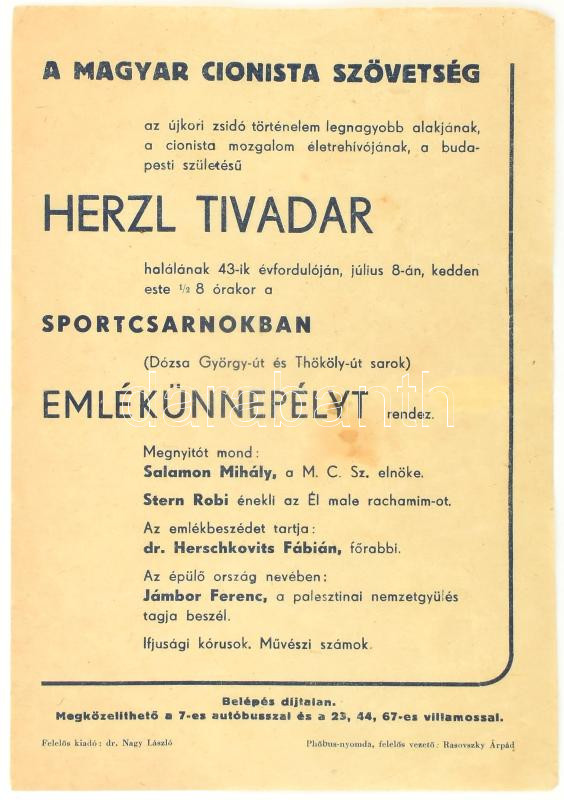 A MAGYAR CIONISTA SZÖVETSÉG
az újkori zsidó történelem legnagyobb alakjának,
a cionista mozgalom életrehívójának, a buda-
pesti születésű
HERZL TIVADAR
halálának 43-ik évfordulóján, július 8-án, kedden
este ½ 8 órakor a
SPORTCSARNOKBAN
(Dózsa György-út és Thököly-út sarok)
EMLÉKÜNNEPÉLYT rendez.
darabanth
Megnyitót mond:
Salamon Mihály, a M. C. Sz. elnöke.
Stern Robi énekli az Él male rachamim-ot.
Az emlékbeszédet tartja:
dr. Herschkovits Fábián, főrabbi.
Az épülő ország nevében:
Jámbor Ferenc, a palesztinai nemzetgyülés
tagja beszél.
Ifjusági kórusok. Művészi számok.
Belépés díjtalan.
Megközelíthető a 7-es autóbusszal és a 23, 44, 67-es villamossal.
Felelős kiadó: dr. Nagy László
Phőbus-nyomda, felelős vezető: Rasovszky Árpád